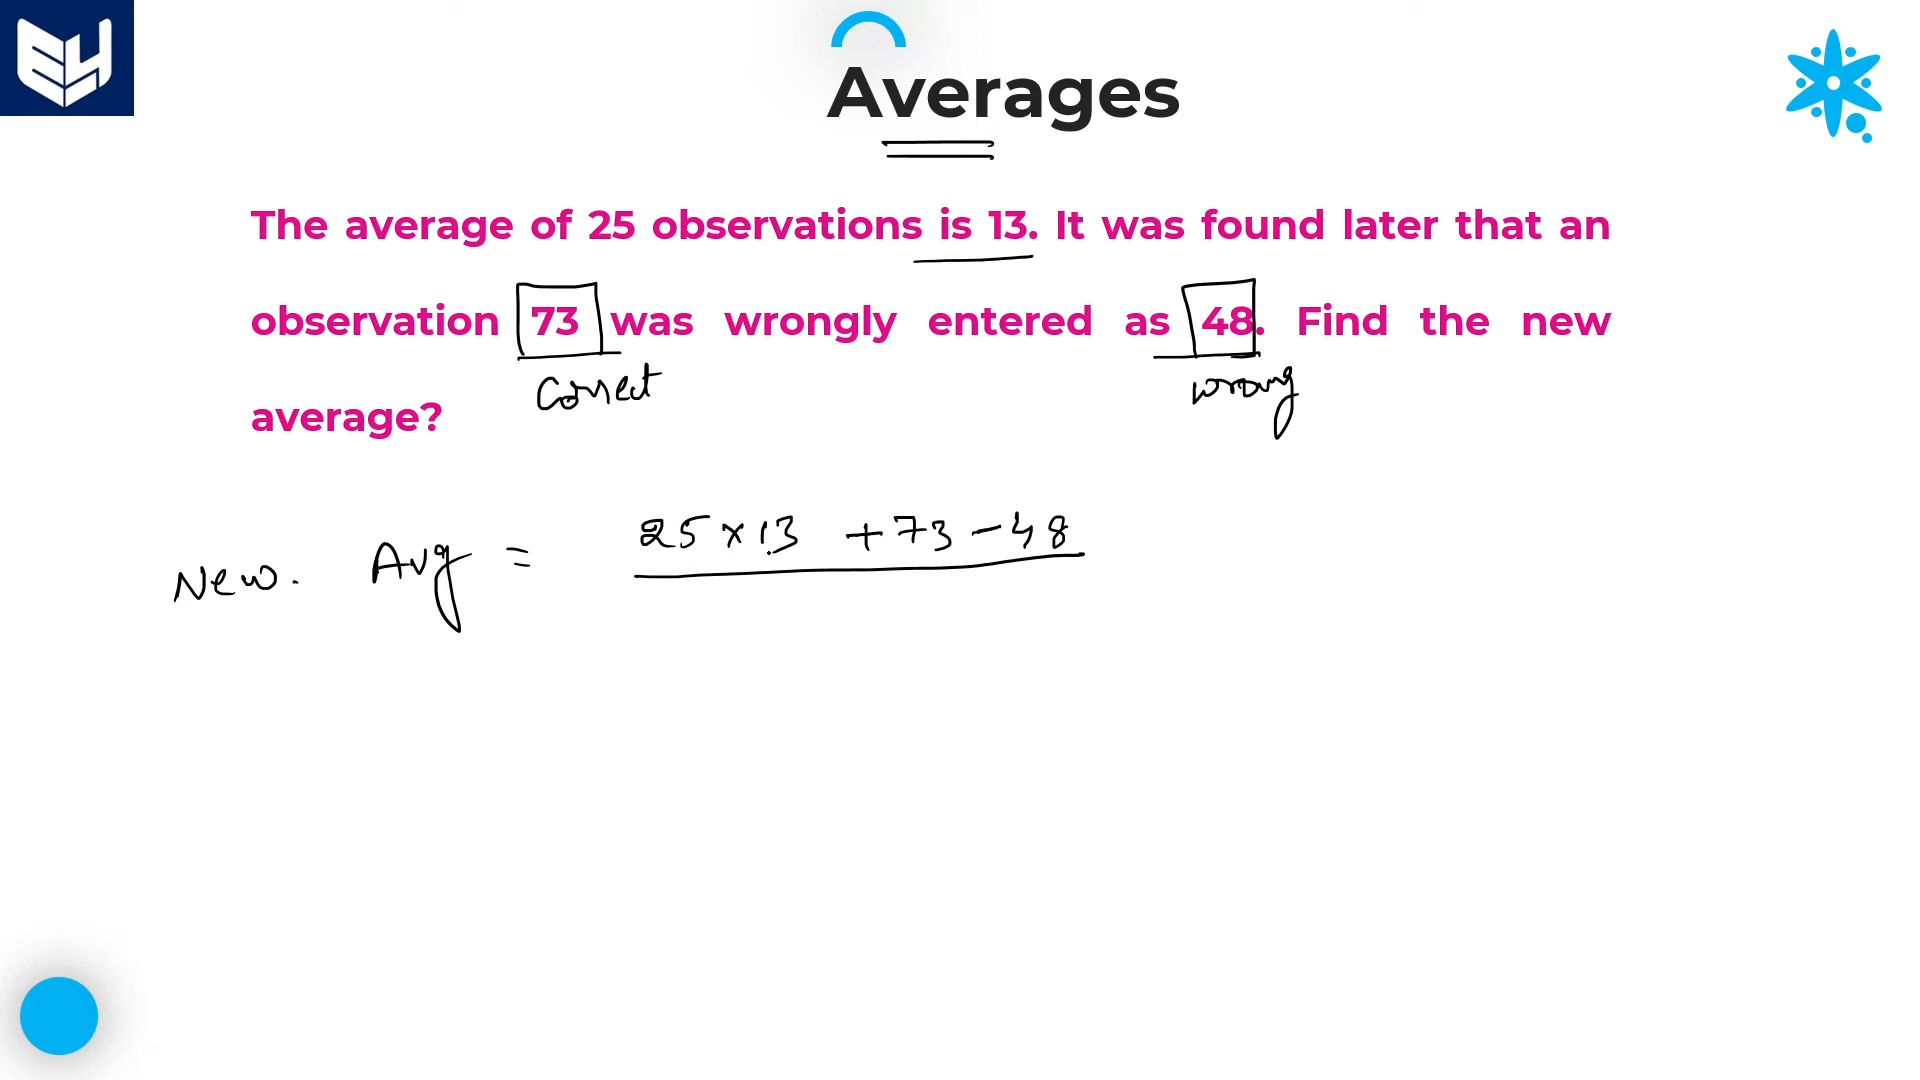 Averages
The average of 25 observations is 13. It was found later that an
observation 73 was wrongly entered as 48. Find the new
correct wrong
average?
New. Avg = 25 × 13 + 73 - 48